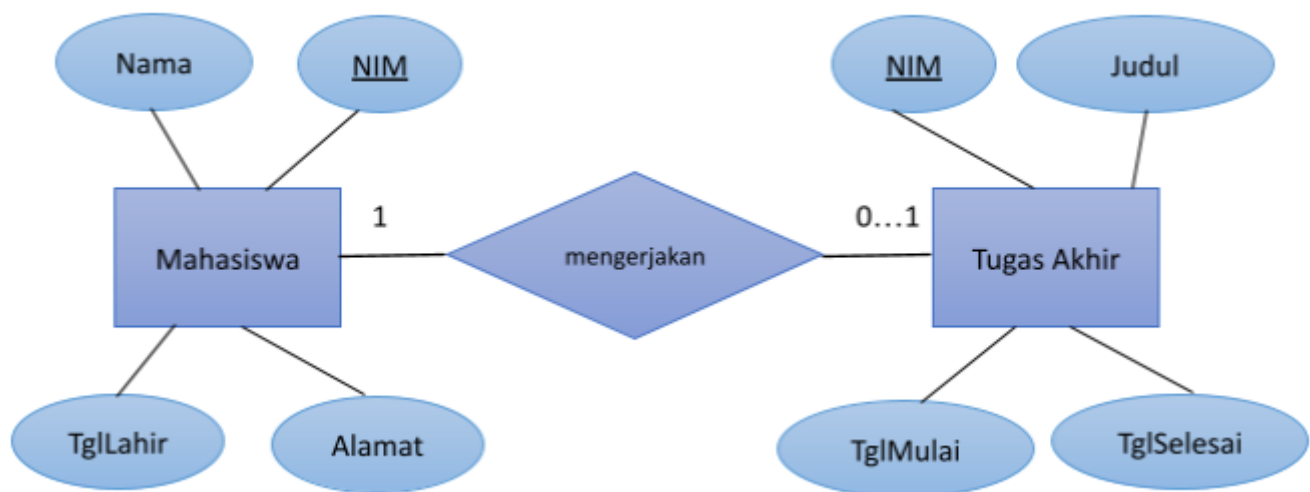 Nama
NIM
NIM
Judul
1
0...1
Mahasiswa
mengerjakan
Tugas Akhir
TglLahir
Alamat
TglMulai
TglSelesai